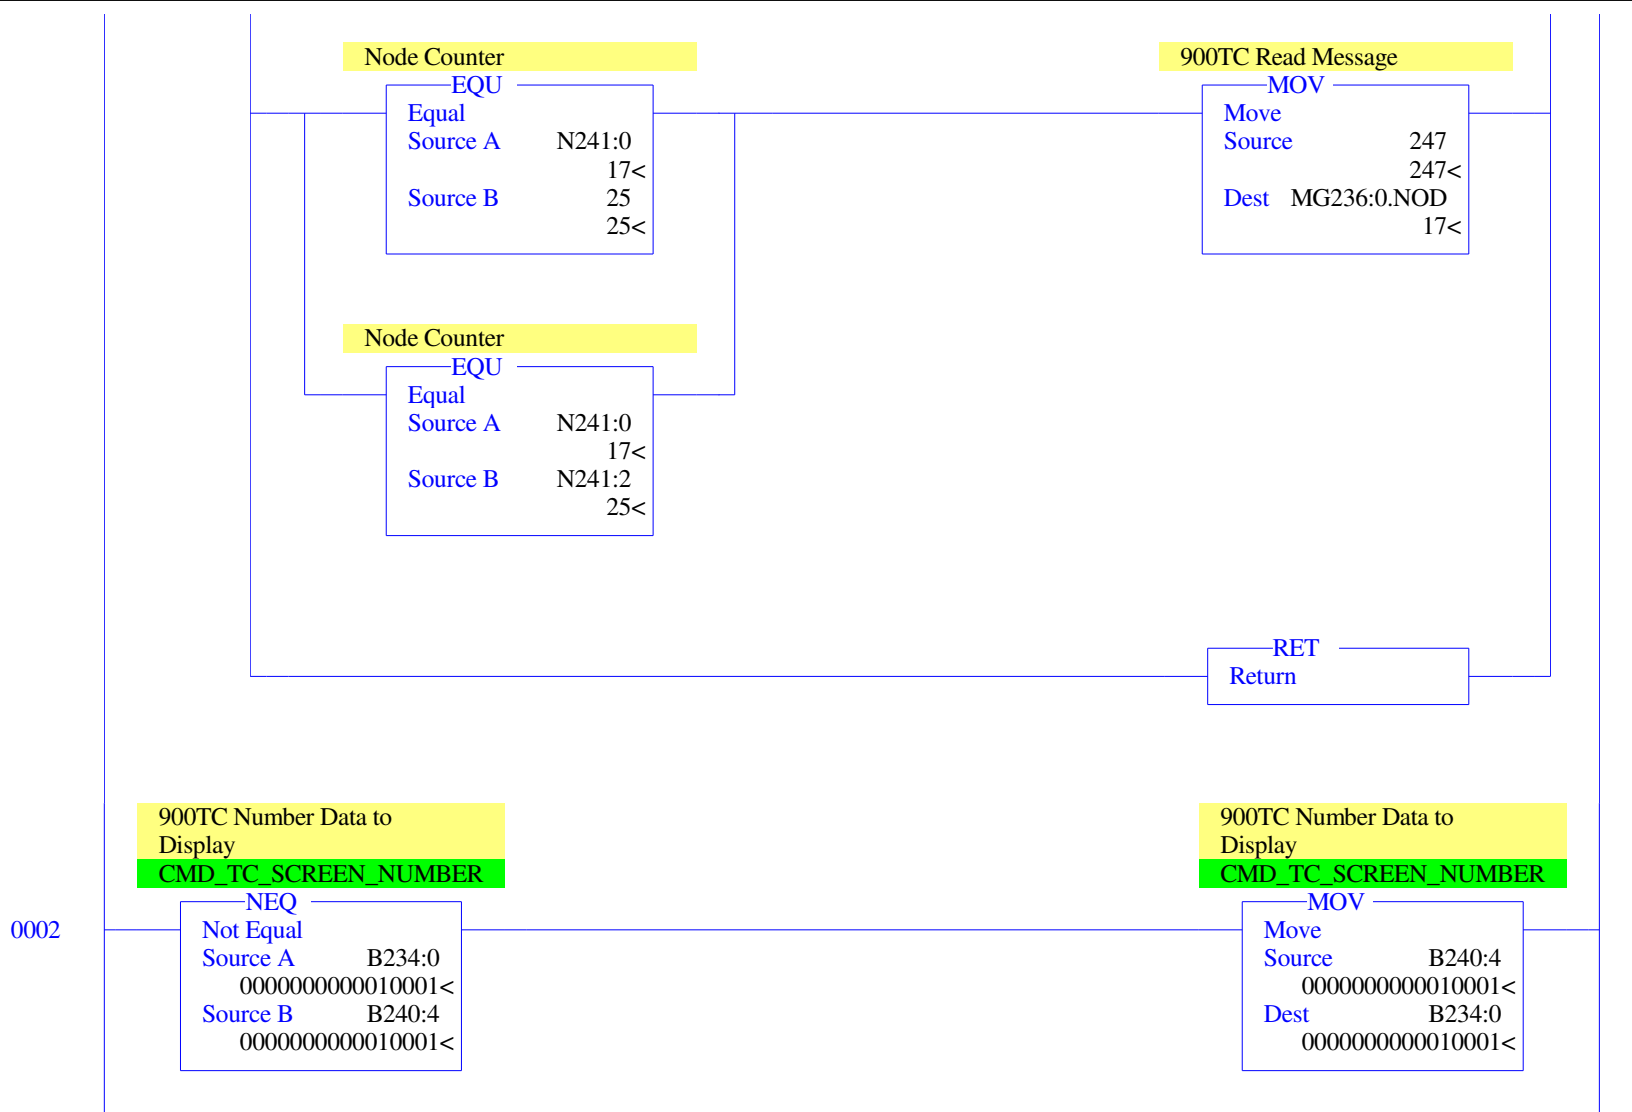 Node Counter
EQU
Equal
Source A N241:0
17<
Source B 25
25<
900TC Read Message
MOV
Move
Source 247
247<
Dest MG236:0.NOD
17<
Node Counter
EQU
Equal
Source A N241:0
17<
Source B N241:2
25<
RET
Return
0002
900TC Number Data to
Display
CMD_TC_SCREEN_NUMBER
NEQ
Not Equal
Source A B234:0
0000000000010001<
Source B B240:4
0000000000010001<
900TC Number Data to
Display
CMD_TC_SCREEN_NUMBER
MOV
Move
Source B240:4
0000000000010001<
Dest B234:0
0000000000010001<